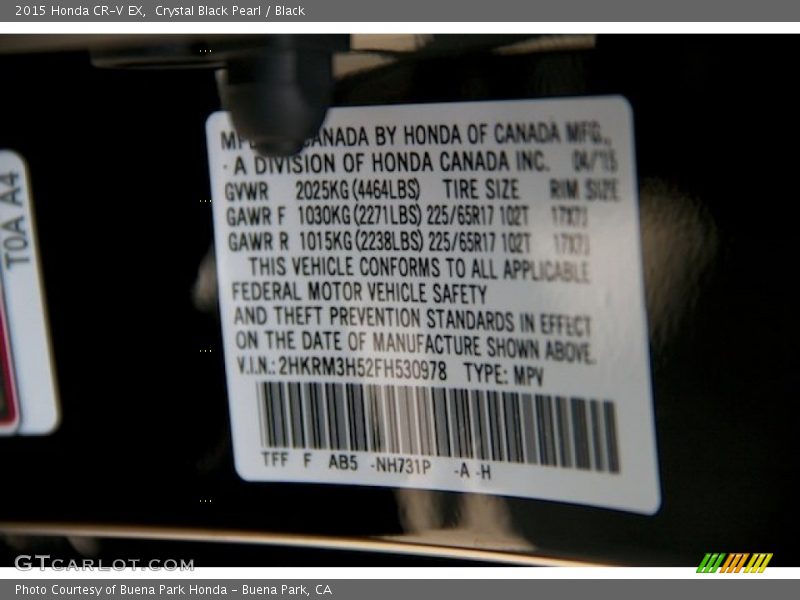 2015 Honda CR-V EX, Crystal Black Pearl / Black
CANADA BY HONDA OF CANADA MFG.,
A DIVISION OF HONDA CANADA INC. 04/15
GVWR 2025KG (4464LBS) TIRE SIZE RIM SIZE
GAWR F 1030KG (2271LBS) 225/65R17 102T 17X7J
GAWR R 1015KG (2238LBS) 225/65R17 102T 17X7J
THIS VEHICLE CONFORMS TO ALL APPLICABLE
FEDERAL MOTOR VEHICLE SAFETY
AND THEFT PREVENTION STANDARDS IN EFFECT
ON THE DATE OF MANUFACTURE SHOWN ABOVE.
V.I.N.: 2HKRM3H52FH530978 TYPE: MPV
TFF F AB5 -NH731P -A -H
T0A A4
GTCARLOT.COM
Photo Courtesy of Buena Park Honda - Buena Park, CA